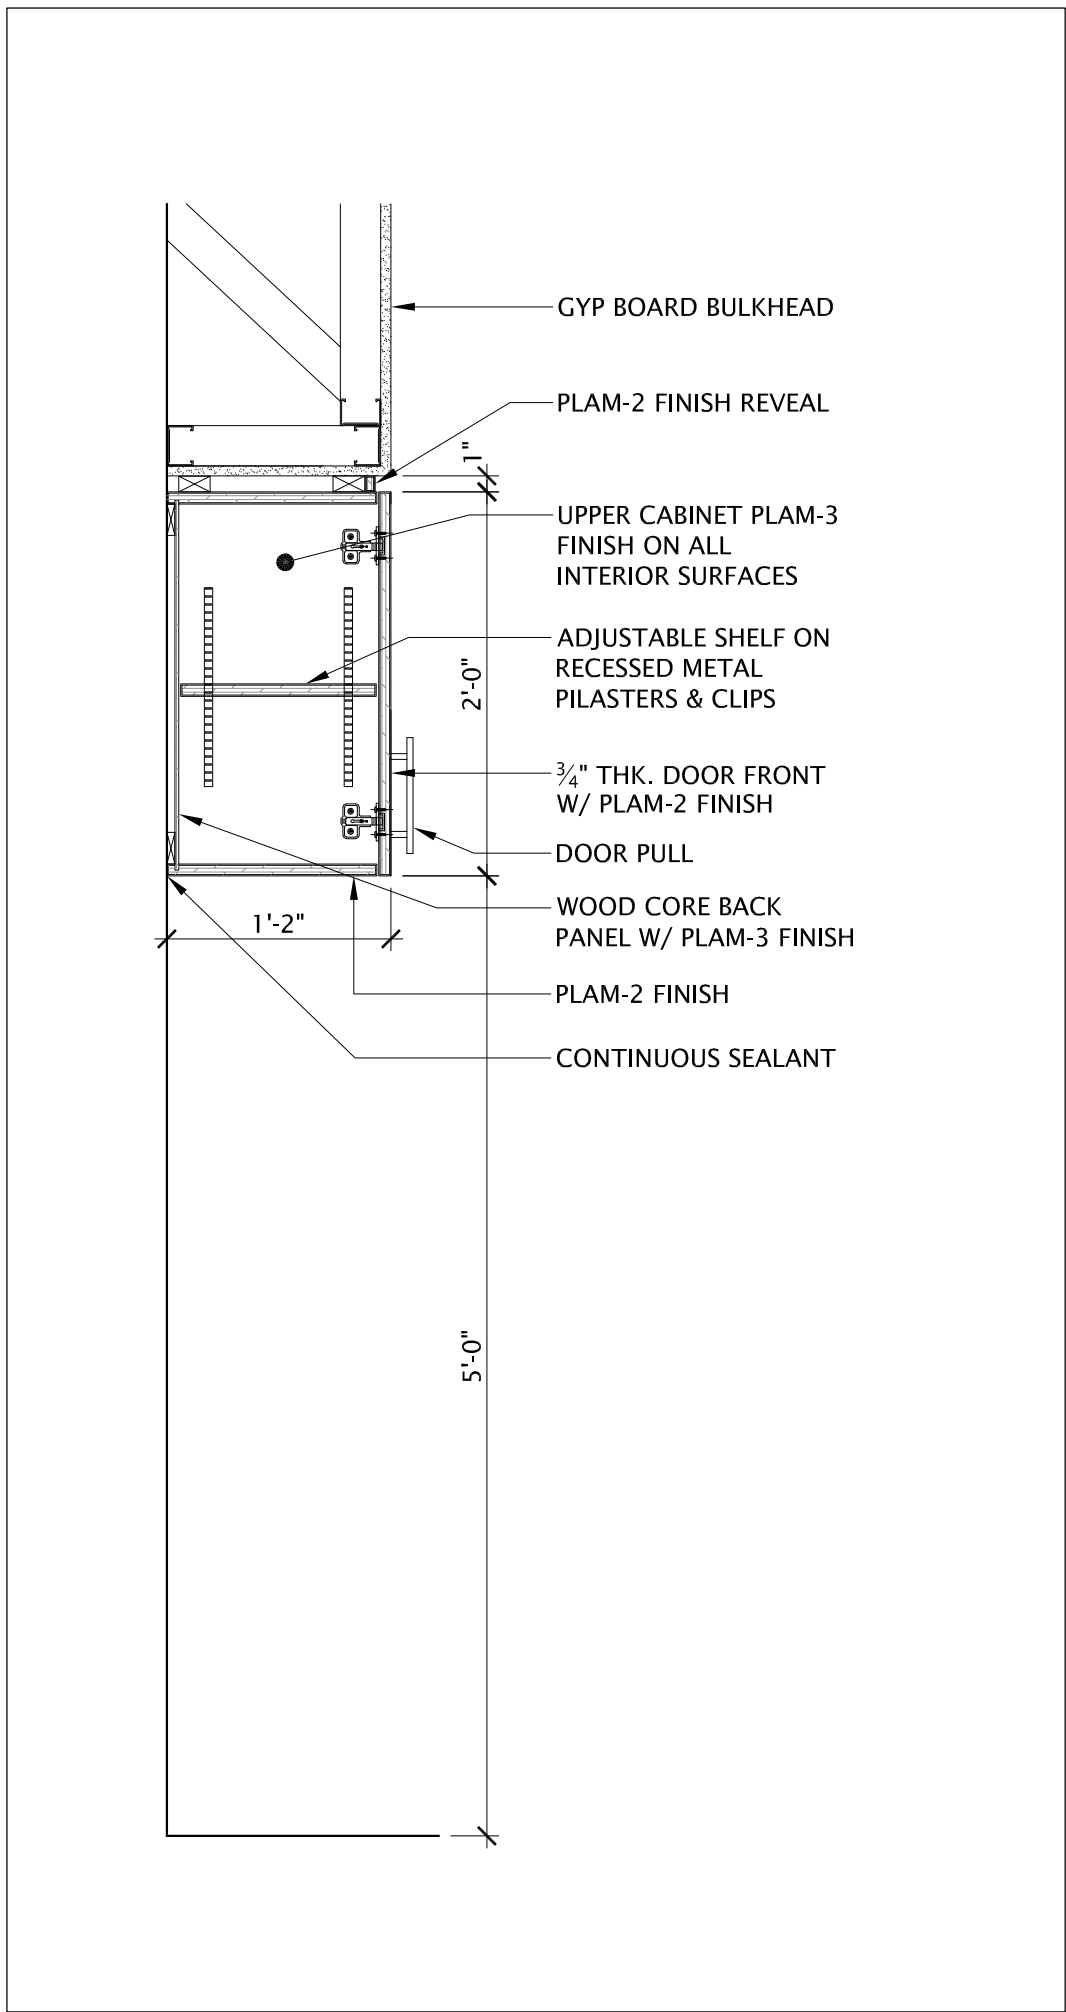 GYP BOARD BULKHEAD
PLAM-2 FINISH REVEAL
1"
UPPER CABINET PLAM-3
FINISH ON ALL
INTERIOR SURFACES
ADJUSTABLE SHELF ON
RECESSED METAL
PILASTERS & CLIPS
2'-0"
3/4" THK. DOOR FRONT
W/ PLAM-2 FINISH
DOOR PULL
WOOD CORE BACK
PANEL W/ PLAM-3 FINISH
1'-2"
PLAM-2 FINISH
CONTINUOUS SEALANT
5'-0"